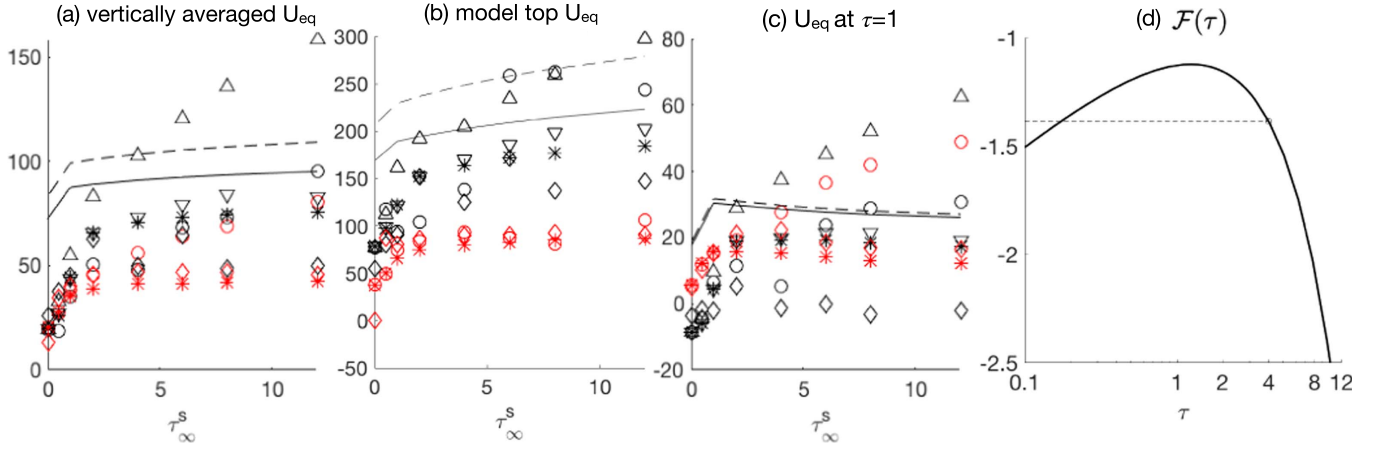 (a) vertically averaged U_eq
150
100
50
0
0 5 10
τ^s_∞
(b) model top U_eq
300
250
200
150
100
50
0
-50
0 5 10
τ^s_∞
(c) U_eq at τ=1
80
60
40
20
0
-20
0 5 10
τ^s_∞
(d) 𝓕(τ)
-1
-1.5
-2
-2.5
0.1 1 2 4 8 12
τ